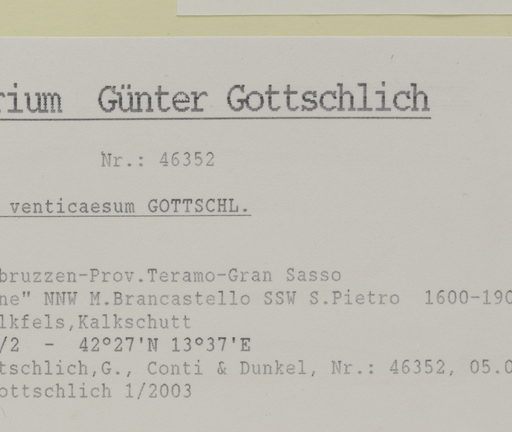 rium Günter Gottschlich
Nr.: 46352
venticaesum GOTTSCHL.
bruzzen-Prov.Teramo-Gran Sasso
ne" NNW M.Brancastello SSW S.Pietro 1600-190
lkfels,Kalkschutt
/2 - 42°27'N 13°37'E
tschlich,G., Conti & Dunkel, Nr.: 46352, 05.0
ottschlich 1/2003